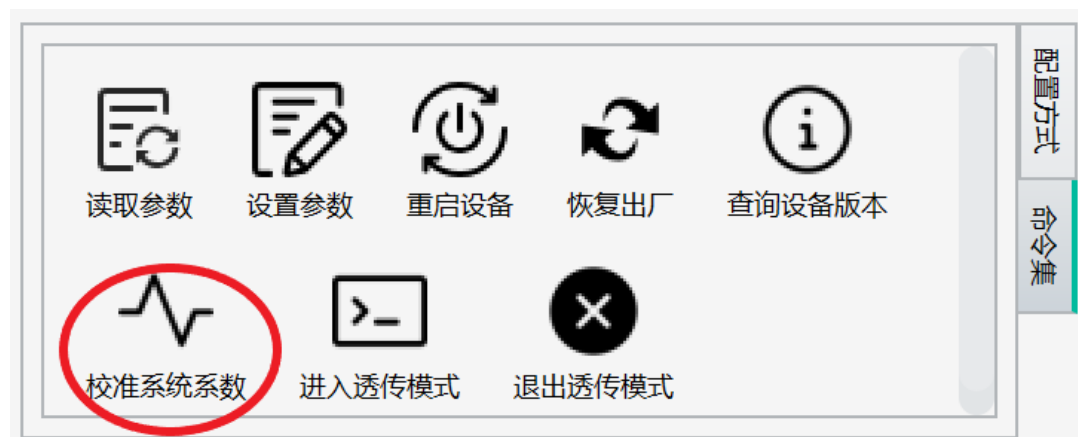 读取参数
设置参数
重启设备
恢复出厂
查询设备版本
校准系统系数
进入透传模式
退出透传模式
配置方式
命令集